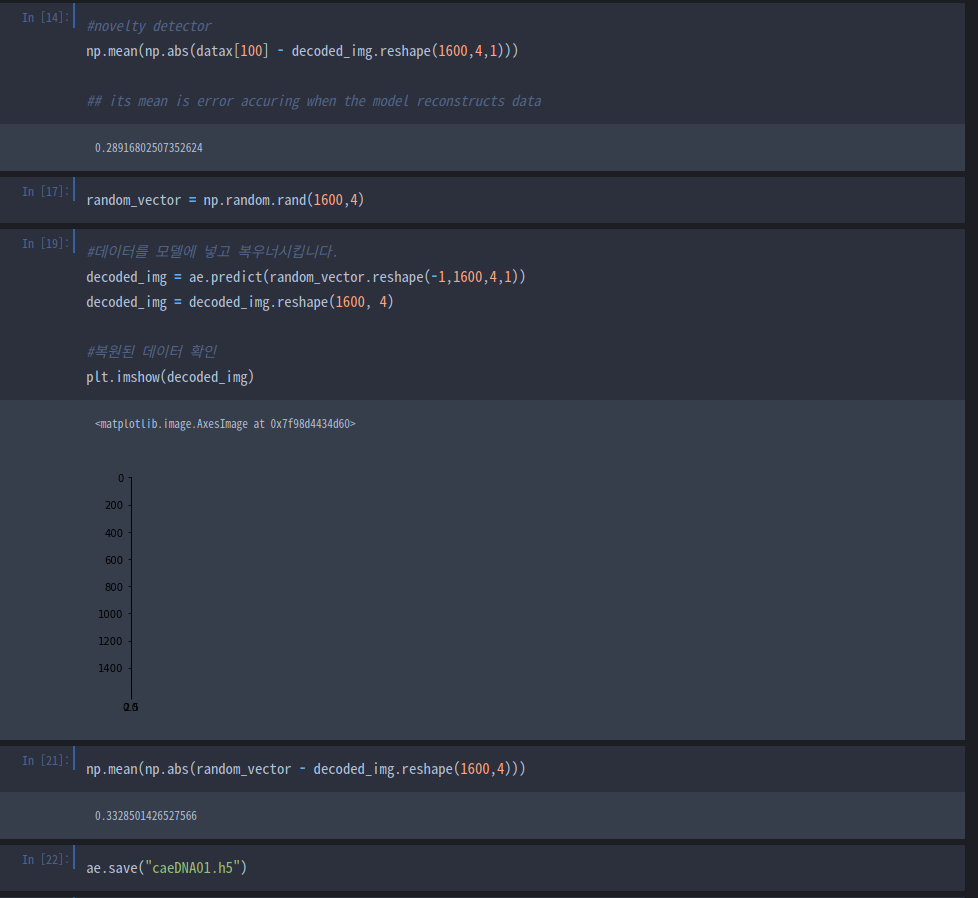 In [14]:
#novelty detector
np.mean(np.abs(datax[100] - decoded_img.reshape(1600,4,1)))
## its mean is error accuring when the model reconstructs data
0.28916802507352624
In [17]:
random_vector = np.random.rand(1600,4)
In [19]:
#데이터를 모델에 넣고 복우너시킵니다.
decoded_img = ae.predict(random_vector.reshape(-1,1600,4,1))
decoded_img = decoded_img.reshape(1600, 4)
#복원된 데이터 확인
plt.imshow(decoded_img)
<matplotlib.image.AxesImage at 0x7f98d4434d60>
0
200
400
600
800
1000
1200
1400
In [21]:
np.mean(np.abs(random_vector - decoded_img.reshape(1600,4)))
0.3328501426527566
In [22]:
ae.save("caeDNA01.h5")